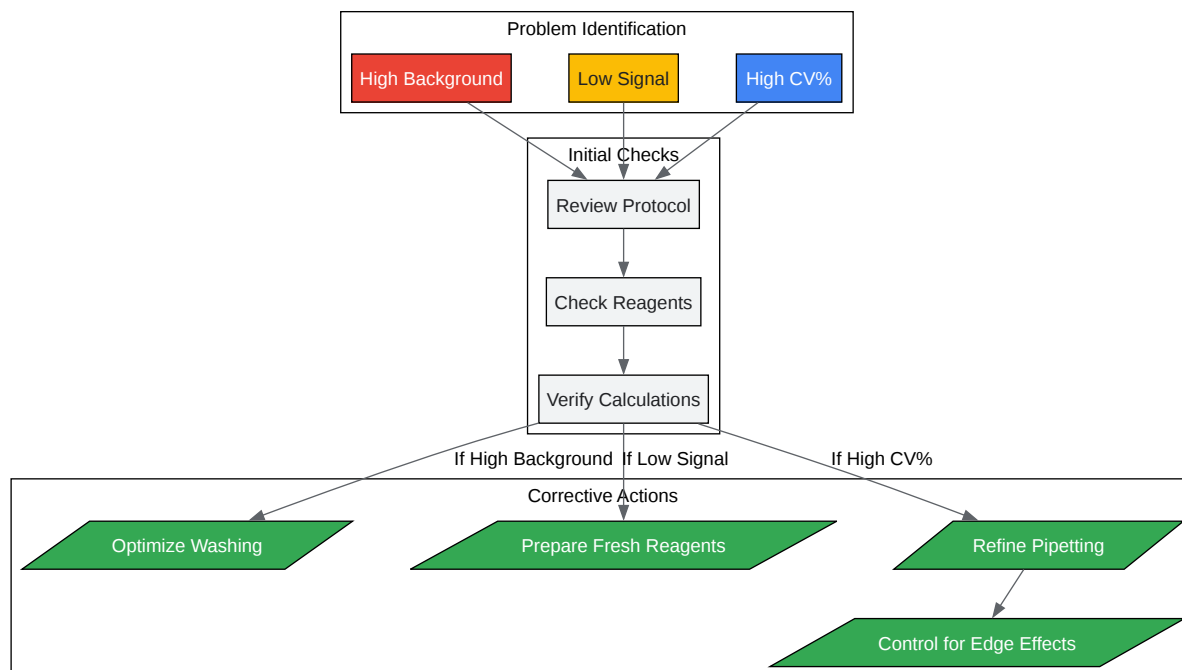 Problem Identification
High Background
Low Signal
High CV%
Initial Checks
Review Protocol
Check Reagents
Verify Calculations
If High Background
If Low Signal
If High CV%
Corrective Actions
Optimize Washing
Prepare Fresh Reagents
Refine Pipetting
Control for Edge Effects